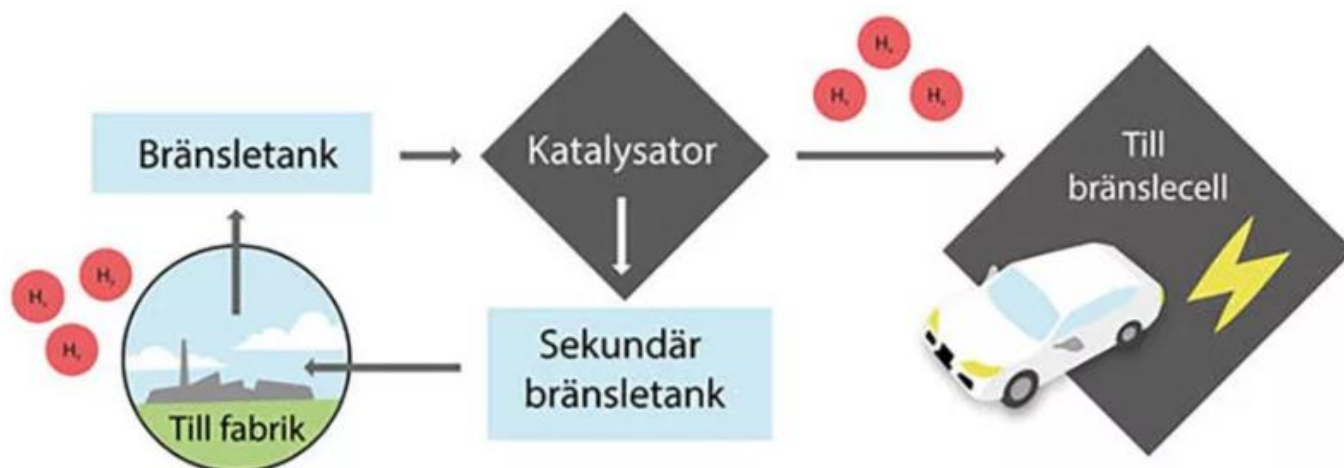 Bränsletank
Katalysator
Till
bränslecell
Sekundär
bränsletank
Till fabrik
H
H
H
H
H
H